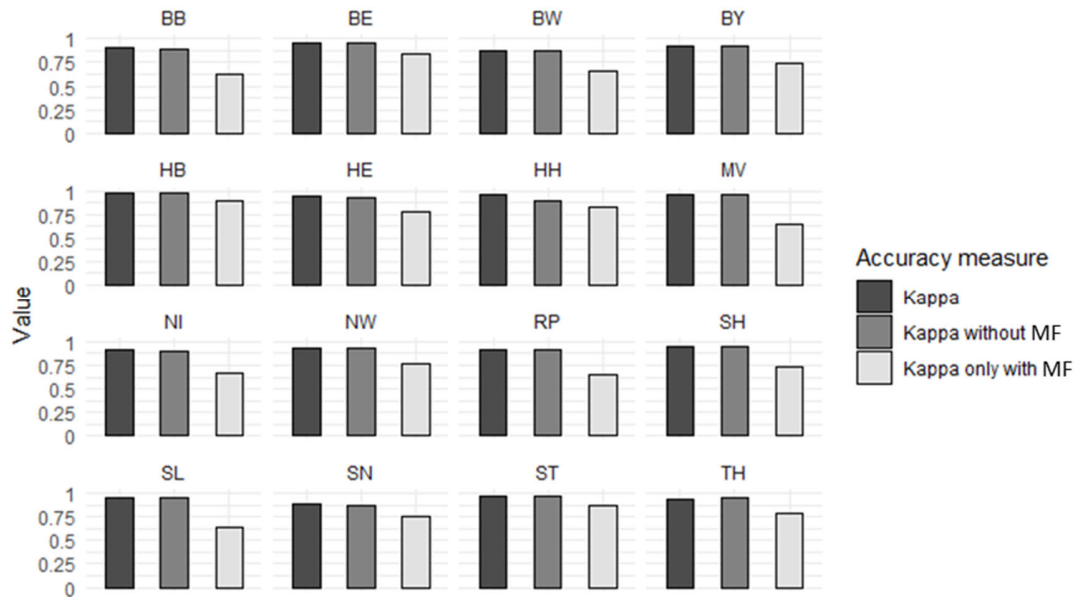 BB BE BW BY
1
0.75
0.5
0.25
0
HB HE HH MV
1
0.75
0.5
0.25
0
Value
NI NW RP SH
1
0.75
0.5
0.25
0
SL SN ST TH
1
0.75
0.5
0.25
0
Accuracy measure
Kappa
Kappa without MF
Kappa only with MF